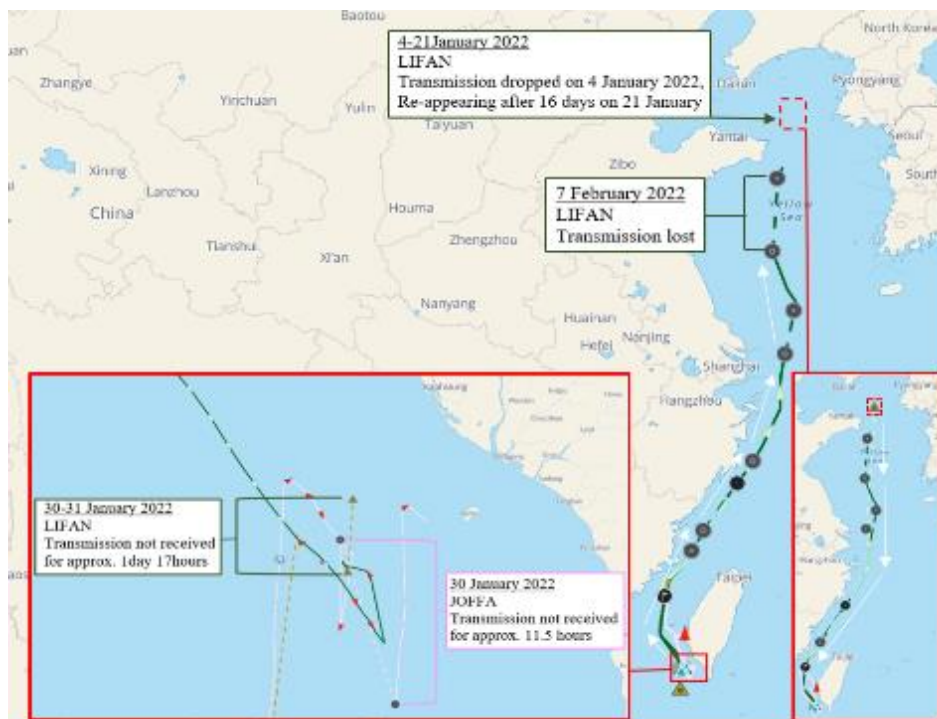 Baotou
North Korea
4-21January 2022
LIFAN
Transmission dropped on 4 January 2022,
Re-appearing after 16 days on 21 January
Dalian
Pyongyang
Zhangye
Yinchuan
Yulin
Taiyuan
Yantai
Seoul
Zibo
South
Xining
Lanzhou
China
Houma
7 February 2022
LIFAN
Transmission lost
Yellow
Sea
Zhengzhou
Tianshui
Xi'an
Nanyang
Huainan
Nanjing
Hefei
Shanghai
Hangzhou
30-31 January 2022
LIFAN
Transmission not received
for approx. 1day 17hours
30 January 2022
JOFFA
Transmission not received
for approx. 11.5 hours
Taipei